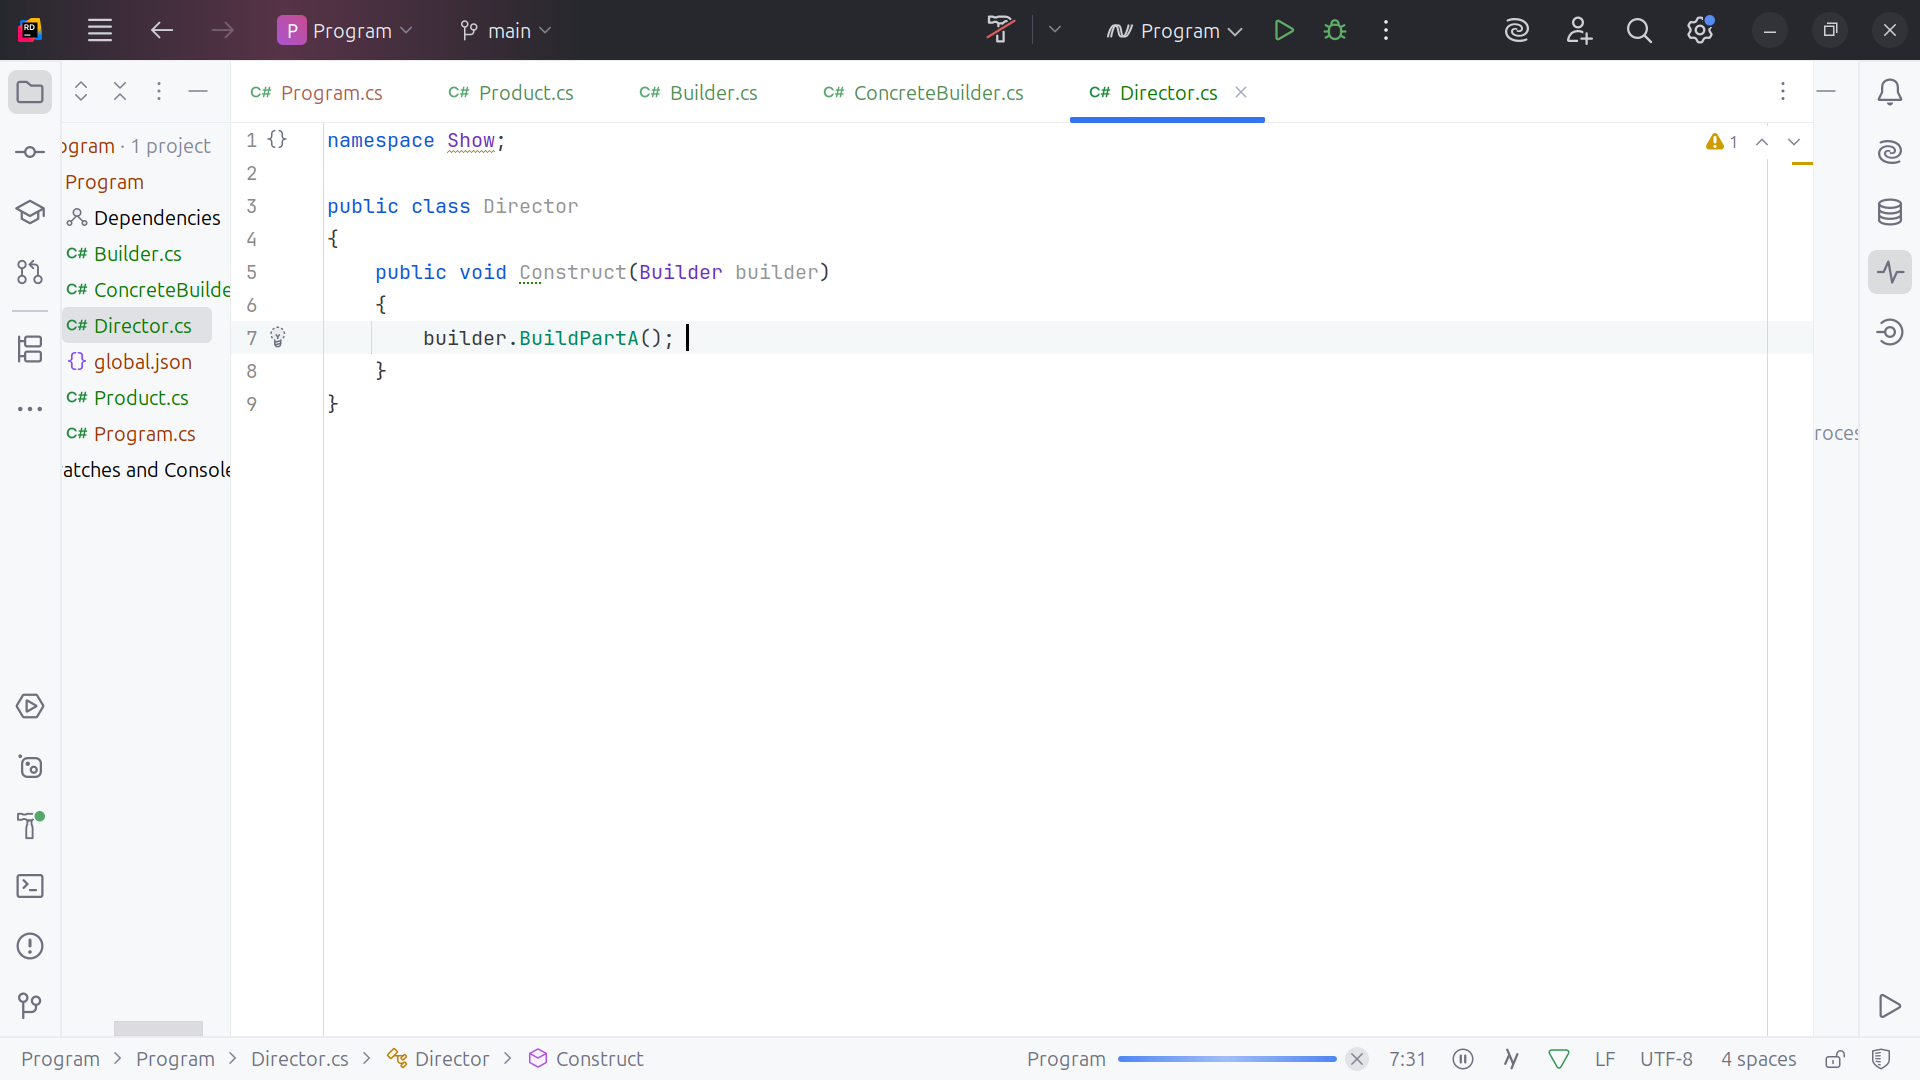 RD
P Program
main
Program
C# Program.cs
C# Product.cs
C# Builder.cs
C# ConcreteBuilder.cs
C# Director.cs
ogram · 1 project
Program
Dependencies
C# Builder.cs
C# ConcreteBuilde
C# Director.cs
{} global.json
C# Product.cs
C# Program.cs
atches and Console
1 {} namespace Show;
2
3 public class Director
4 {
5 public void Construct(Builder builder)
6 {
7 builder.BuildPartA();
8 }
9 }
1
roces
Program > Program > Director.cs > Director > Construct
Program
7:31
LF
UTF-8
4 spaces